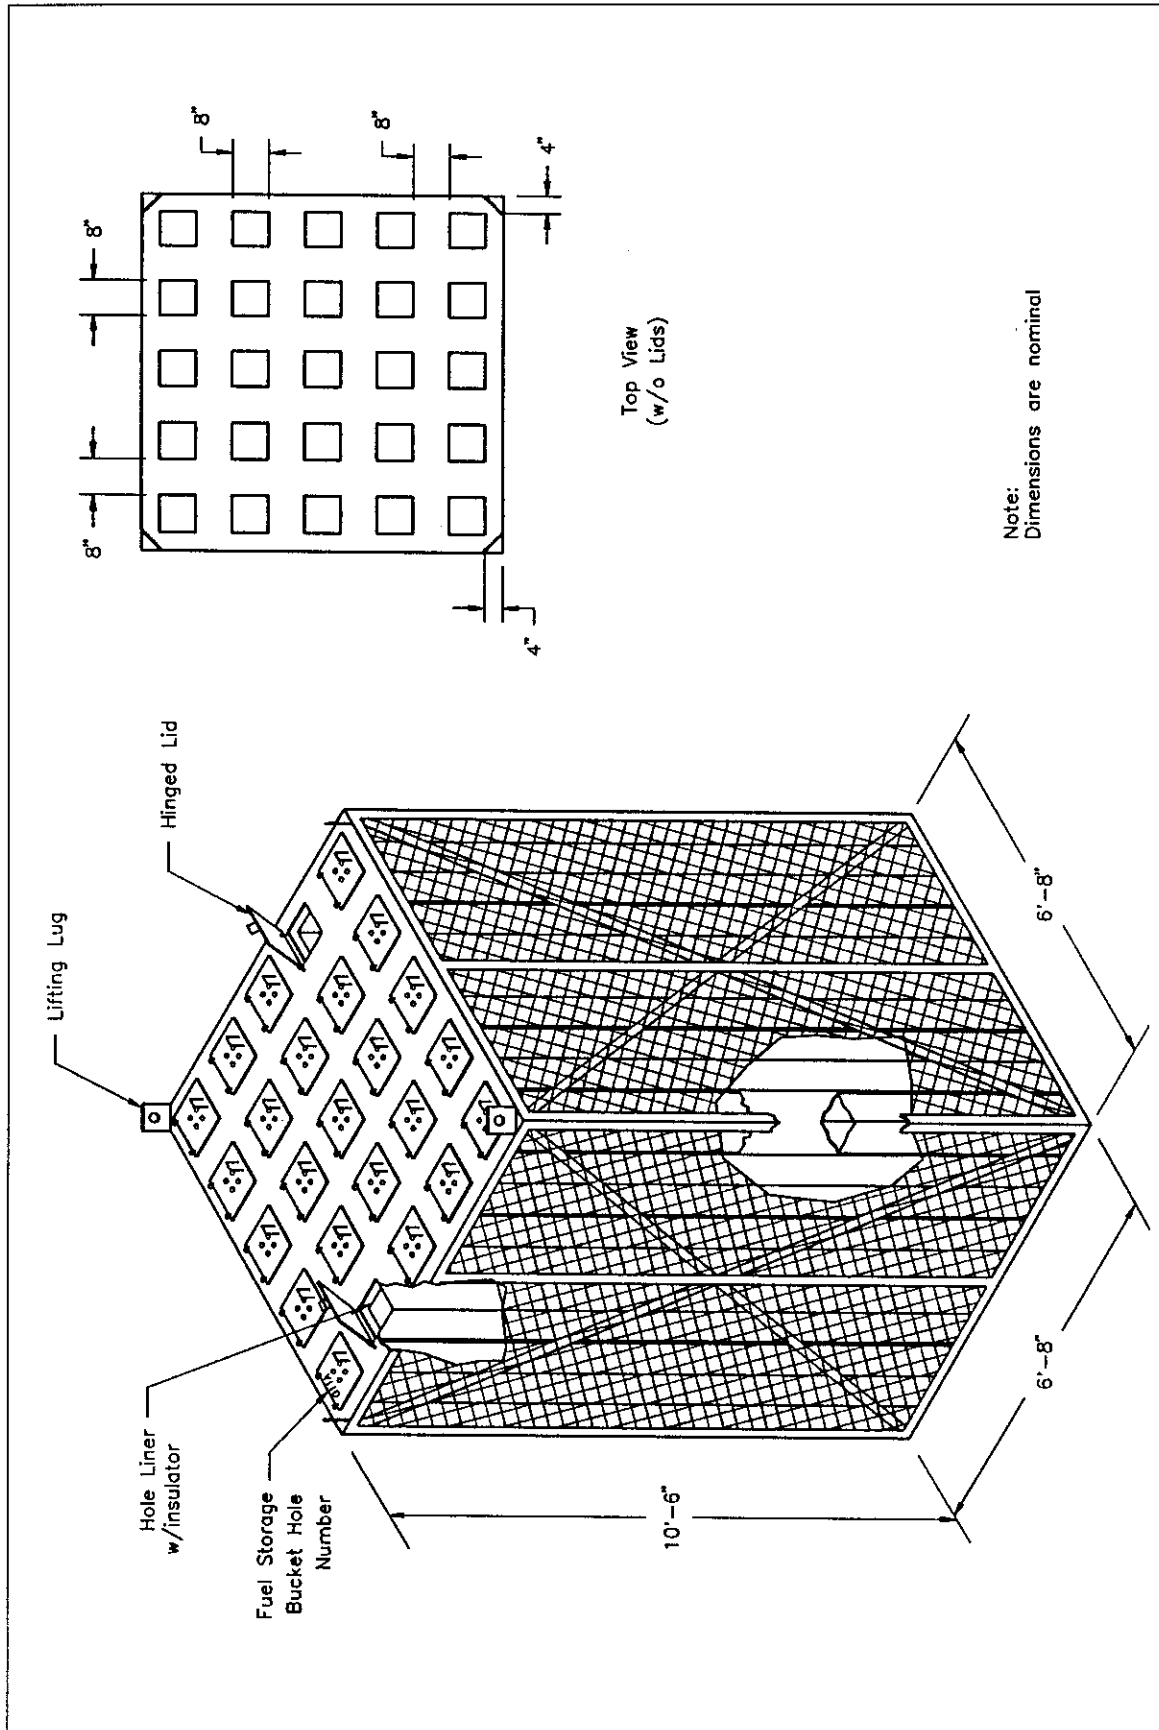 Lifting Lug
Hinged Lid
Hole Liner
w/insulator
Fuel Storage
Bucket Hole
Number
10'-6"
6'-8"
6'-8"
8"
8"
8"
8"
4"
4"
Top View
(w/o Lids)
Note:
Dimensions are nominal